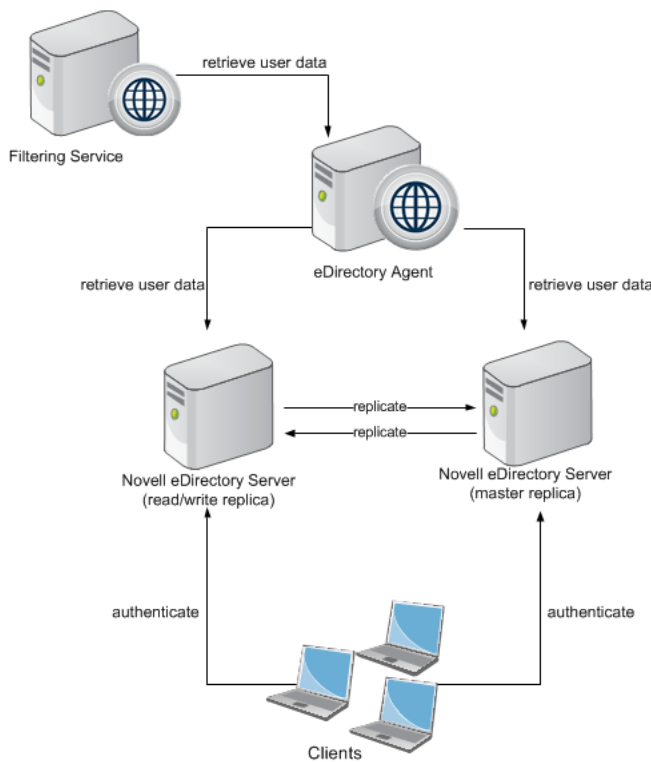 retrieve user data
Filtering Service
eDirectory Agent
retrieve user data
retrieve user data
replicate
replicate
Novell eDirectory Server
(read/write replica)
Novell eDirectory Server
(master replica)
authenticate
authenticate
Clients